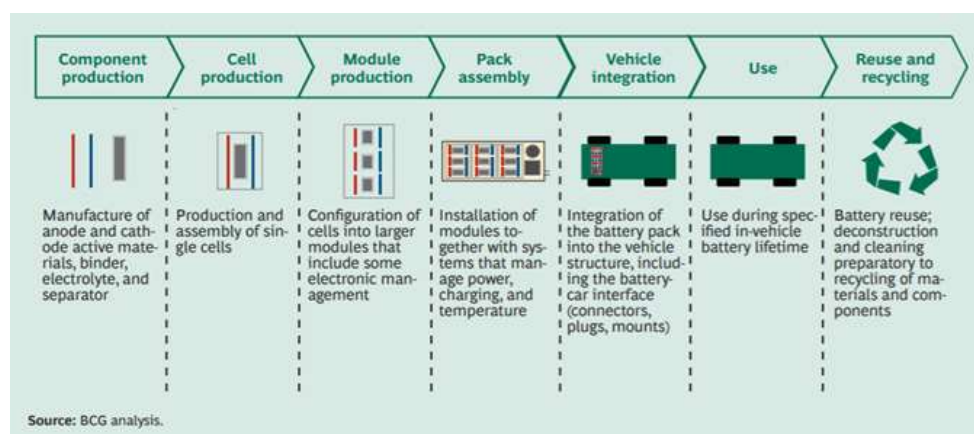 Component
production
Cell
production
Module
production
Pack
assembly
Vehicle
integration
Use
Reuse and
recycling
Manufacture of
anode and cath-
ode active mate-
rials, binder,
electrolyte, and
separator
Production and
assembly of sin-
gle cells
Configuration of
cells into larger
modules that
include some
electronic man-
agement
Installation of
modules to-
gether with sys-
tems that man-
age power,
charging, and
temperature
Integration of
the battery pack
into the vehicle
structure, includ-
ing the battery-
car interface
(connectors,
plugs, mounts)
Use during spec-
ified in-vehicle
battery lifetime
Battery reuse;
deconstruction
and cleaning
preparatory to
recycling of ma-
terials and com-
ponents
Source: BCG analysis.